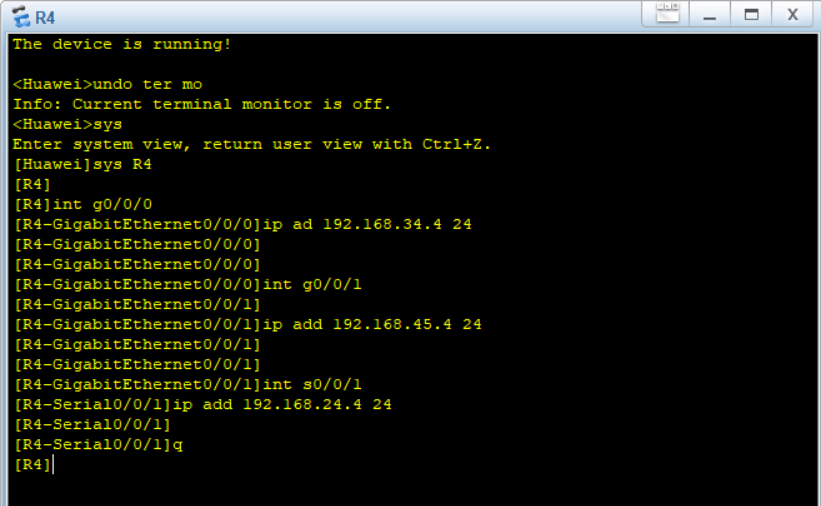 R4
The device is running!
<Huawei>undo ter mo
Info: Current terminal monitor is off.
<Huawei>sys
Enter system view, return user view with Ctrl+Z.
[Huawei]sys R4
[R4]
[R4]int g0/0/0
[R4-GigabitEthernet0/0/0]ip ad 192.168.34.4 24
[R4-GigabitEthernet0/0/0]
[R4-GigabitEthernet0/0/0]
[R4-GigabitEthernet0/0/0]int g0/0/1
[R4-GigabitEthernet0/0/1]
[R4-GigabitEthernet0/0/1]ip add 192.168.45.4 24
[R4-GigabitEthernet0/0/1]
[R4-GigabitEthernet0/0/1]
[R4-GigabitEthernet0/0/1]int s0/0/1
[R4-Serial0/0/1]ip add 192.168.24.4 24
[R4-Serial0/0/1]
[R4-Serial0/0/1]q
[R4]